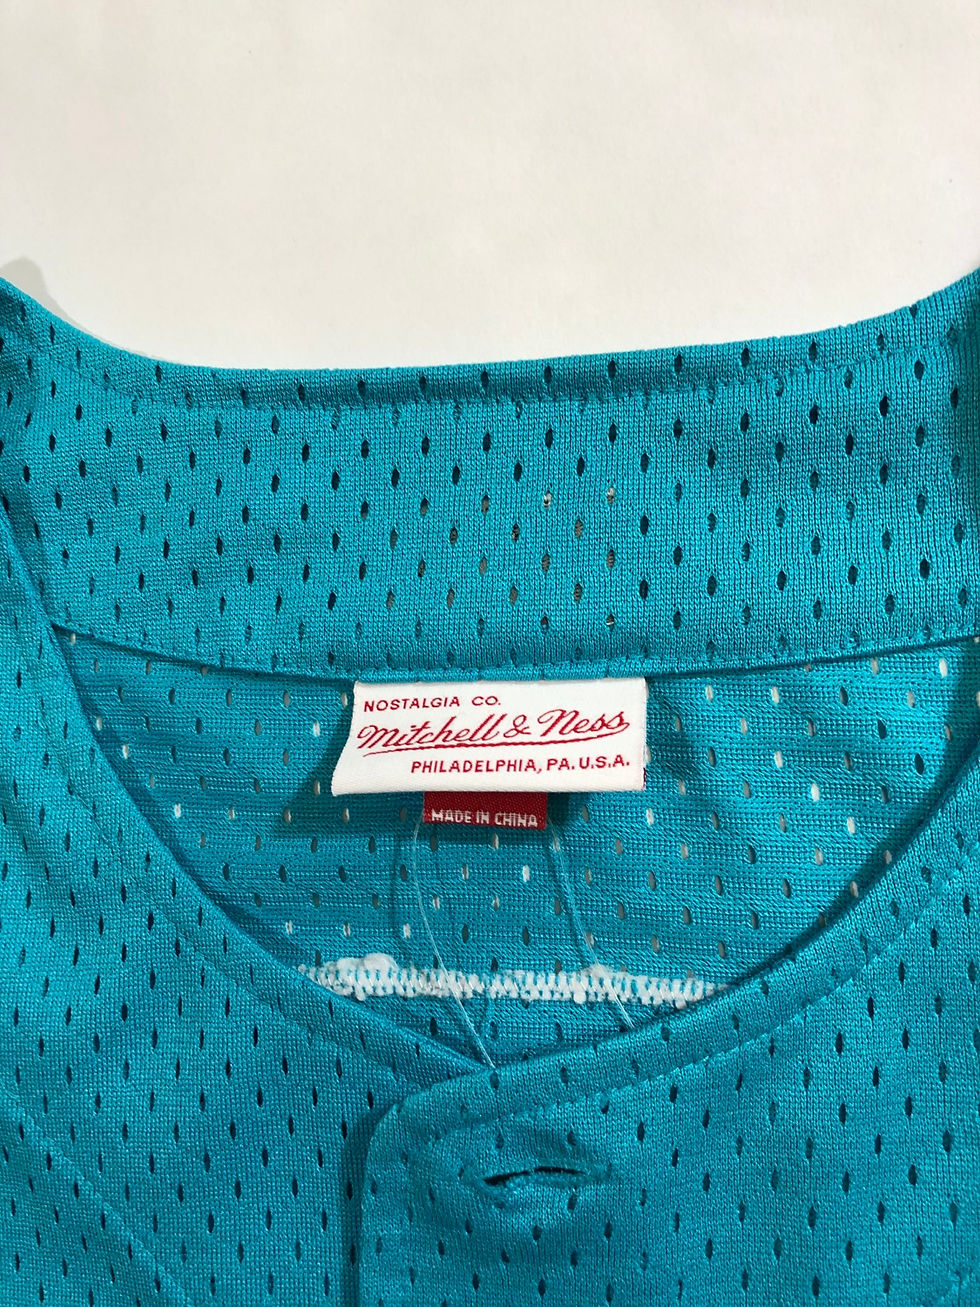 NOSTALGIA CO.
Mitchell & Ness
PHILADELPHIA, PA. U.S.A.
MADE IN CHINA